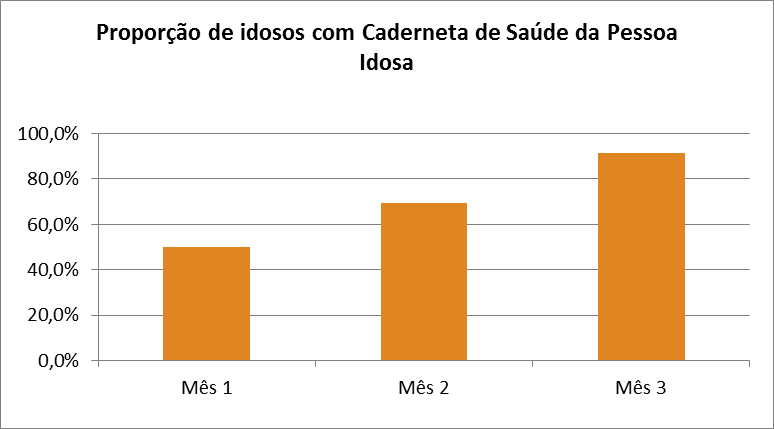 Proporção de idosos com Caderneta de Saúde da Pessoa
Idosa
100,0%
80,0%
60,0%
40,0%
20,0%
0,0%
Mês 1
Mês 2
Mês 3